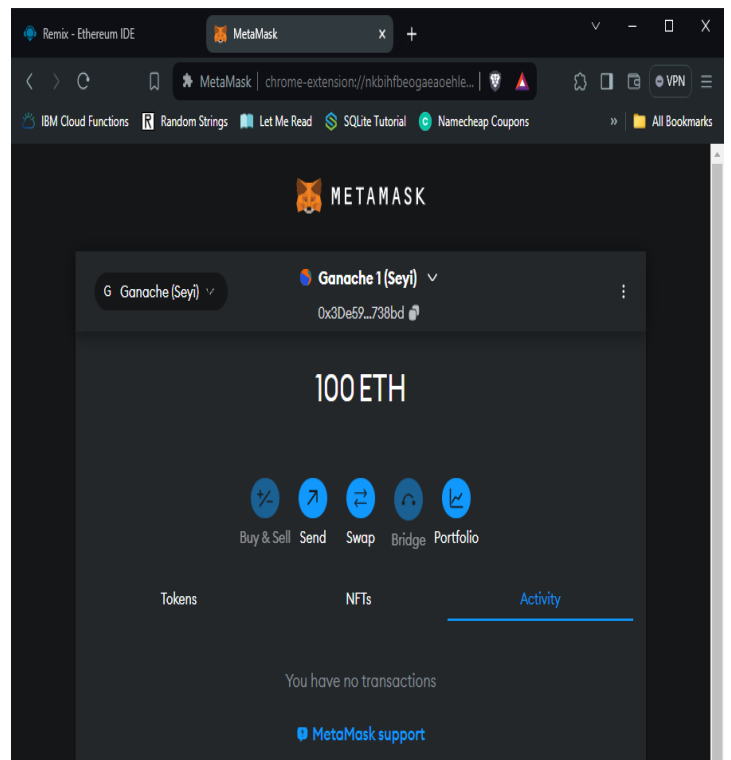 Remix - Ethereum IDE
MetaMask
MetaMask | chrome-extension://nkbihfbeogaeaoehle...
VPN
IBM Cloud Functions
Random Strings
Let Me Read
SQLite Tutorial
Namecheap Coupons
»
All Bookmarks
METAMASK
G Ganache (Seyi)
Ganache 1 (Seyi)
0x3De59...738bd
100 ETH
Buy & Sell
Send
Swap
Bridge
Portfolio
Tokens
NFTs
Activity
You have no transactions
MetaMask support